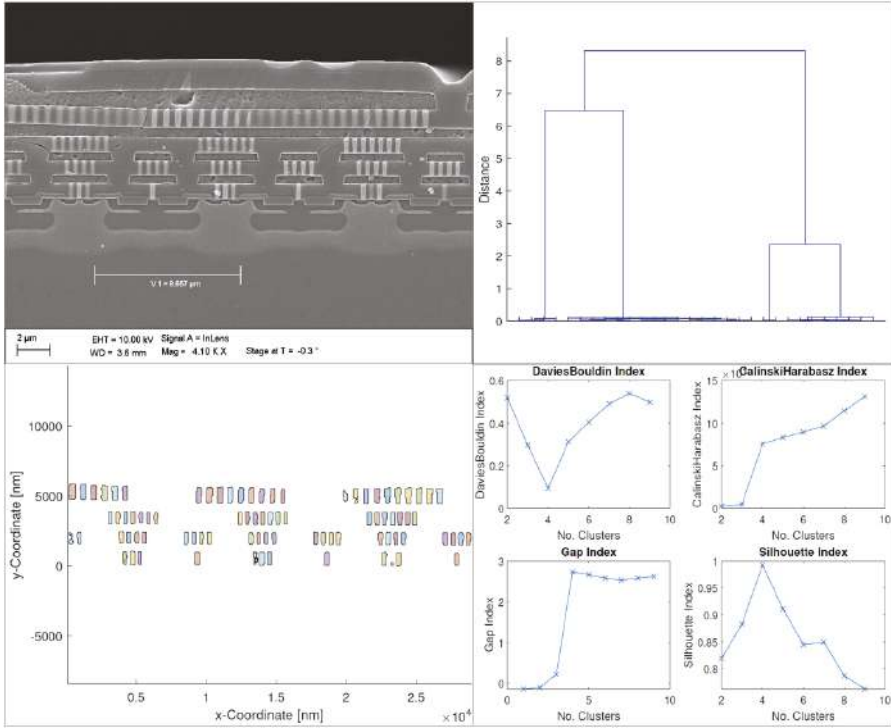 V 1 = 9.657 µm
2 µm
EHT = 10.00 kV Signal A = InLens
WD = 3.6 mm Mag = 4.10 K X Stage at T = -0.3 °
8
7
6
5
4
3
2
1
0
Distance
10000
5000
0
-5000
y-Coordinate [nm]
0.5 1 1.5 2 2.5
x-Coordinate [nm] × 10
DaviesBouldin Index
0.6
0.4
0.2
0
DaviesBouldin Index
2 4 6 8 10
No. Clusters
CalinskiHarabasz Index
× 10
15
10
5
0
CalinskiHarabasz Index
2 4 6 8 10
No. Clusters
Gap Index
3
2
1
0
Gap Index
0 5 10
No. Clusters
Silhouette Index
1
0.95
0.9
0.85
0.8
Silhouette Index
2 4 6 8 10
No. Clusters